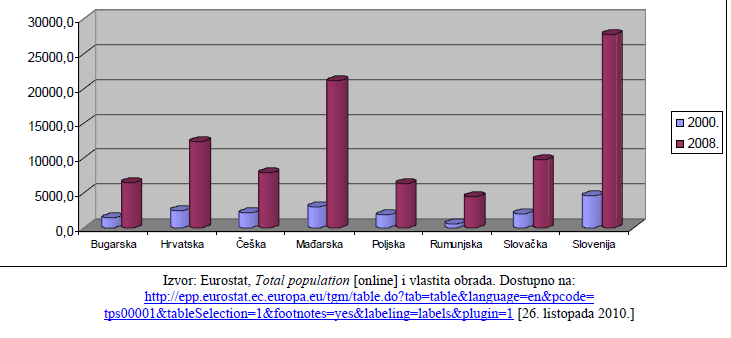 30000,0
25000,0
20000,0
15000,0
10000,0
5000,0
0,0
Bugarska Hrvatska Češka Mađarska Poljska Rumunjska Slovačka Slovenija
2000.
2008.
Izvor: Eurostat, Total population [online] i vlastita obrada. Dostupno na:
http://epp.eurostat.ec.europa.eu/tgm/table.do?tab=table&language=en&pcode=
tps00001&tableSelection=1&footnotes=yes&labeling=labels&plugin=1 [26. listopada 2010.]